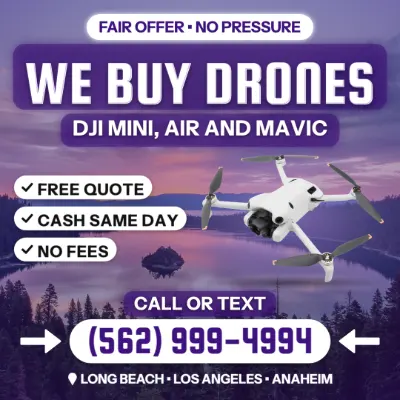 FAIR OFFER • NO PRESSURE
WE BUY DRONES
DJI MINI, AIR AND MAVIC
✓ FREE QUOTE
✓ CASH SAME DAY
✓ NO FEES
CALL OR TEXT
(562) 999-4994
LONG BEACH • LOS ANGELES • ANAHEIM